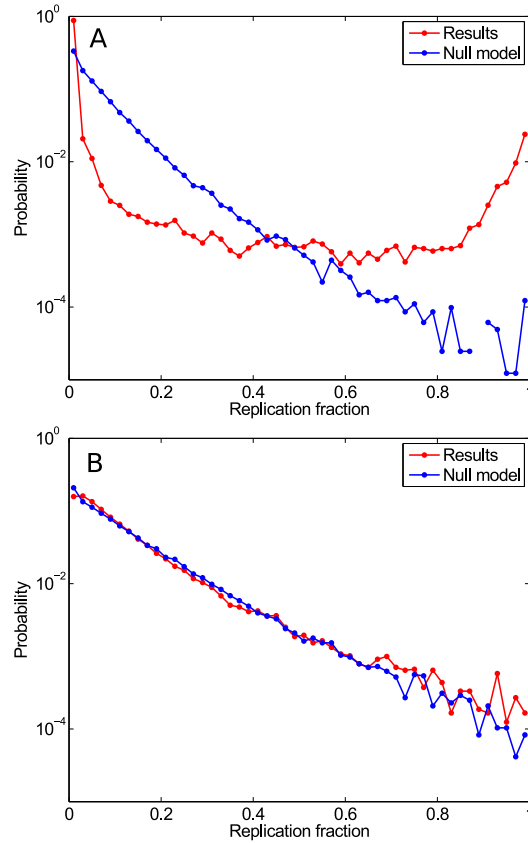 10^0
A
Results
Null model
10^-2
Probability
10^-4
0 0.2 0.4 0.6 0.8 1
Replication fraction
10^0
B
Results
Null model
10^-2
Probability
10^-4
0 0.2 0.4 0.6 0.8 1
Replication fraction